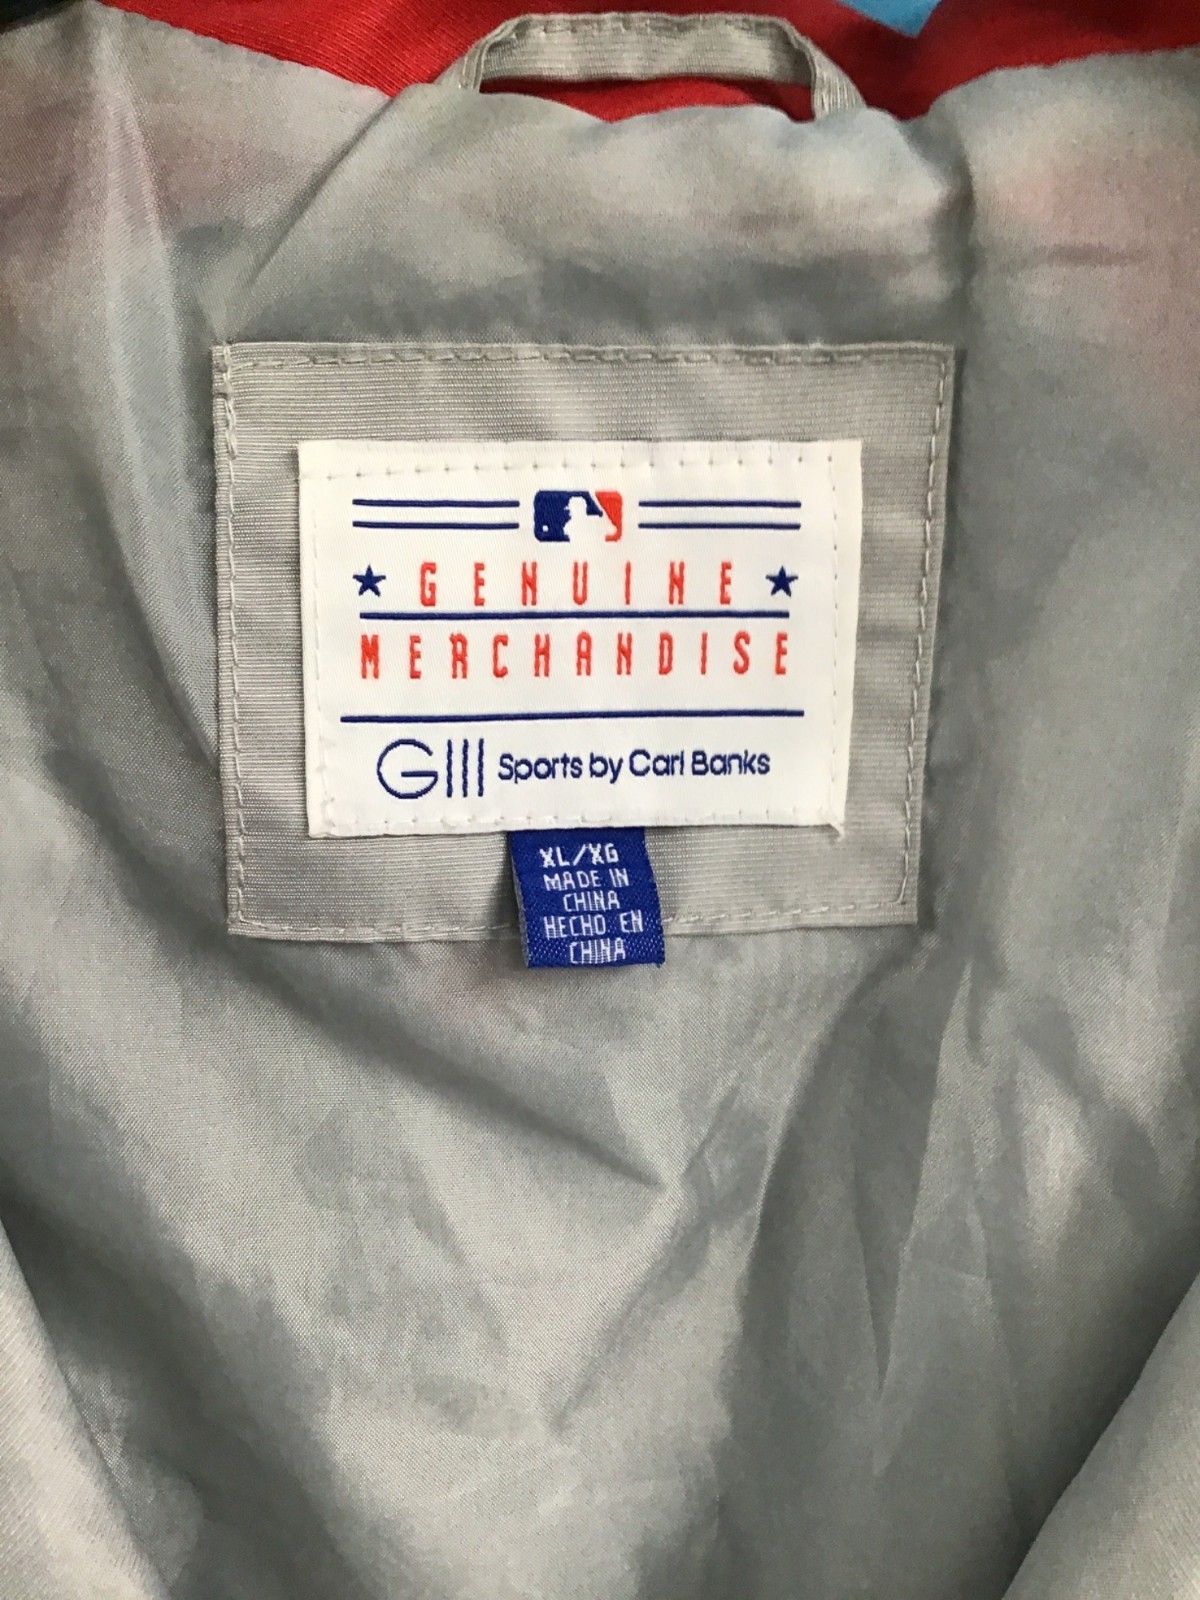 GENUINE
MERCHANDISE
GIII Sports by Carl Banks
XL/XG
MADE IN
CHINA
HECHO EN
CHINA